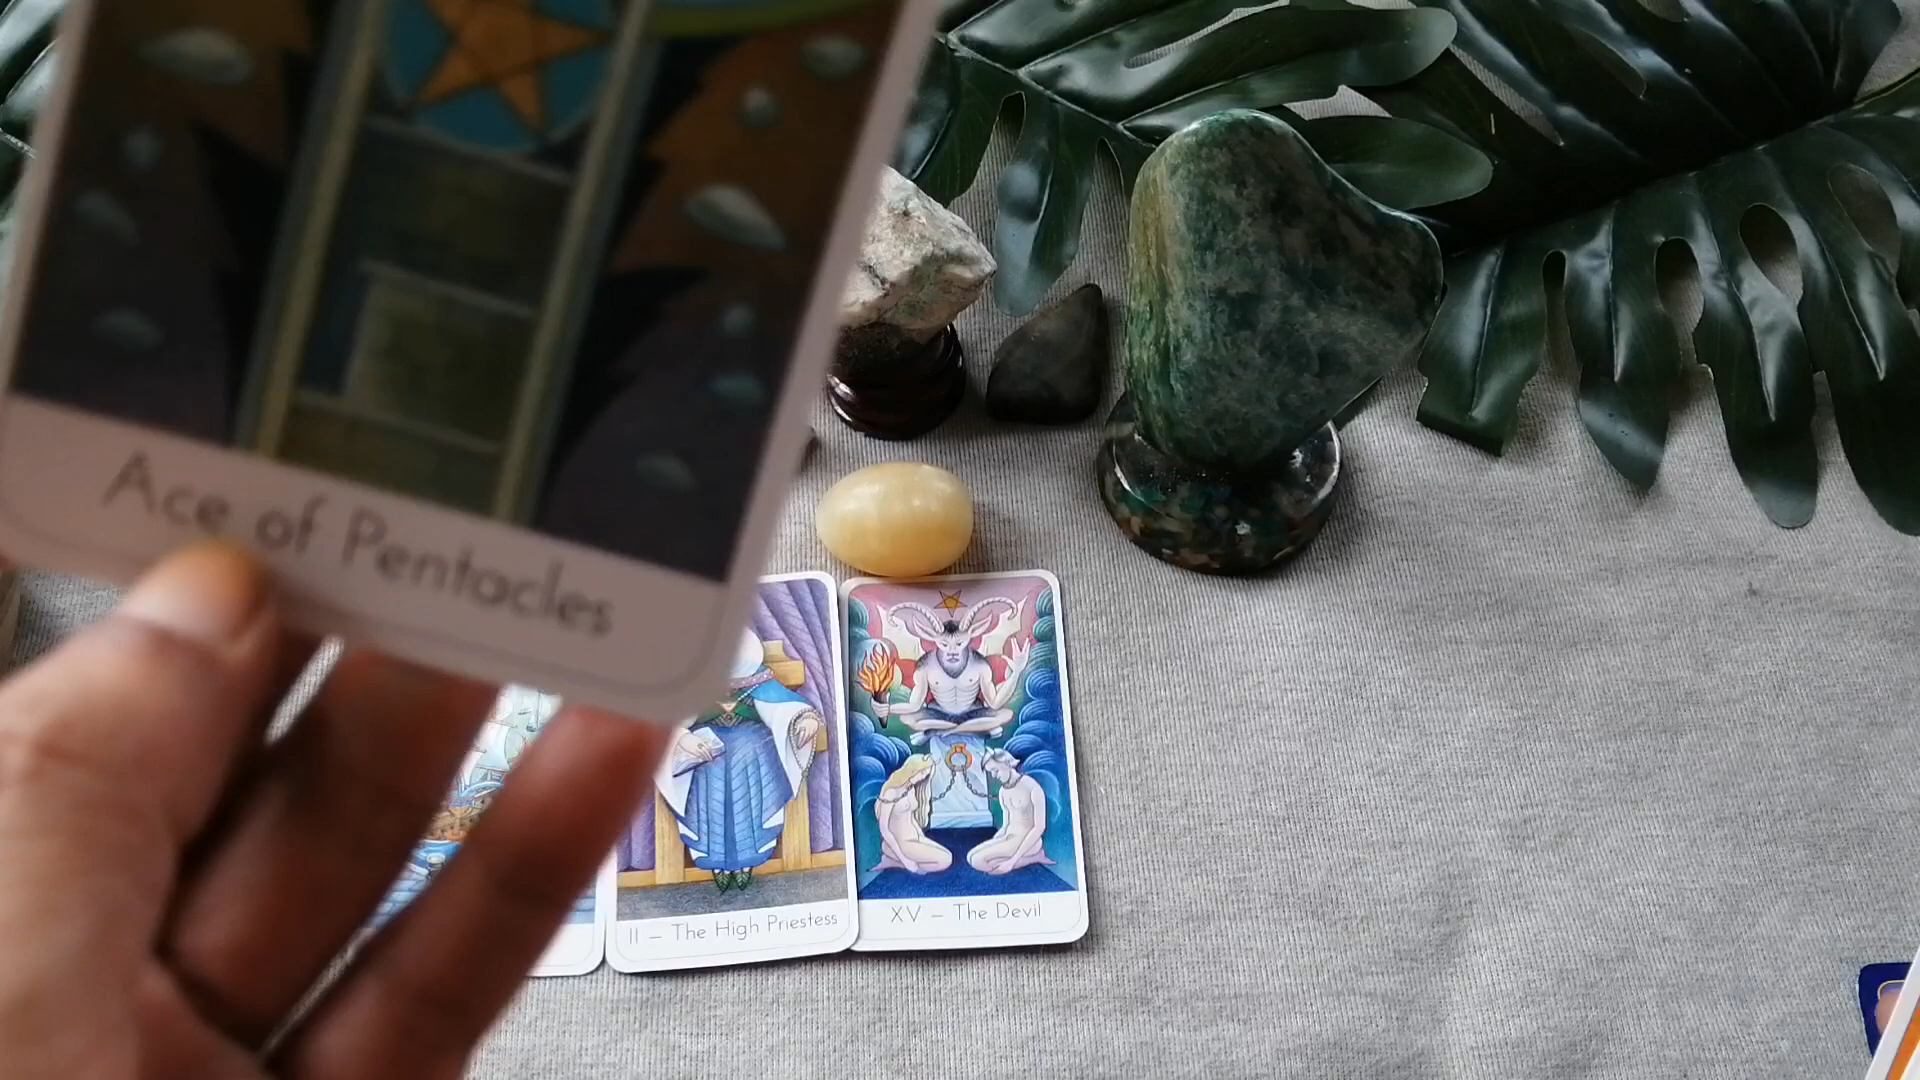 Ace of Pentacles
II – The High Priestess
XV – The Devil